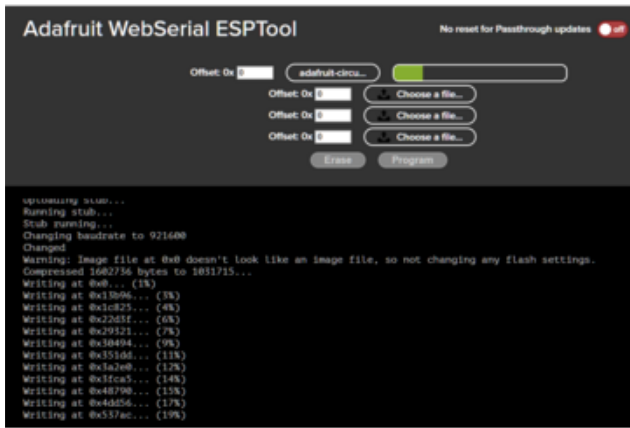 Adafruit WebSerial ESPTool
No reset for Passthrough updates off
Offset: 0x 0 adafruit-circu...
Offset: 0x 0 Choose a file...
Offset: 0x 0 Choose a file...
Offset: 0x 0 Choose a file...
Erase Program
Uploading stub...
Running stub...
Stub running...
Changing baudrate to 921600
Changed
Warning: Image file at 0x0 doesn't look like an image file, so not changing any flash settings.
Compressed 1602736 bytes to 1031715...
Writing at 0x0... (1%)
Writing at 0x13b96... (3%)
Writing at 0x1c825... (4%)
Writing at 0x22d3f... (6%)
Writing at 0x29321... (7%)
Writing at 0x30494... (9%)
Writing at 0x351dd... (11%)
Writing at 0x3a2e0... (12%)
Writing at 0x3fca5... (14%)
Writing at 0x48790... (15%)
Writing at 0x4dd56... (17%)
Writing at 0x537ac... (19%)